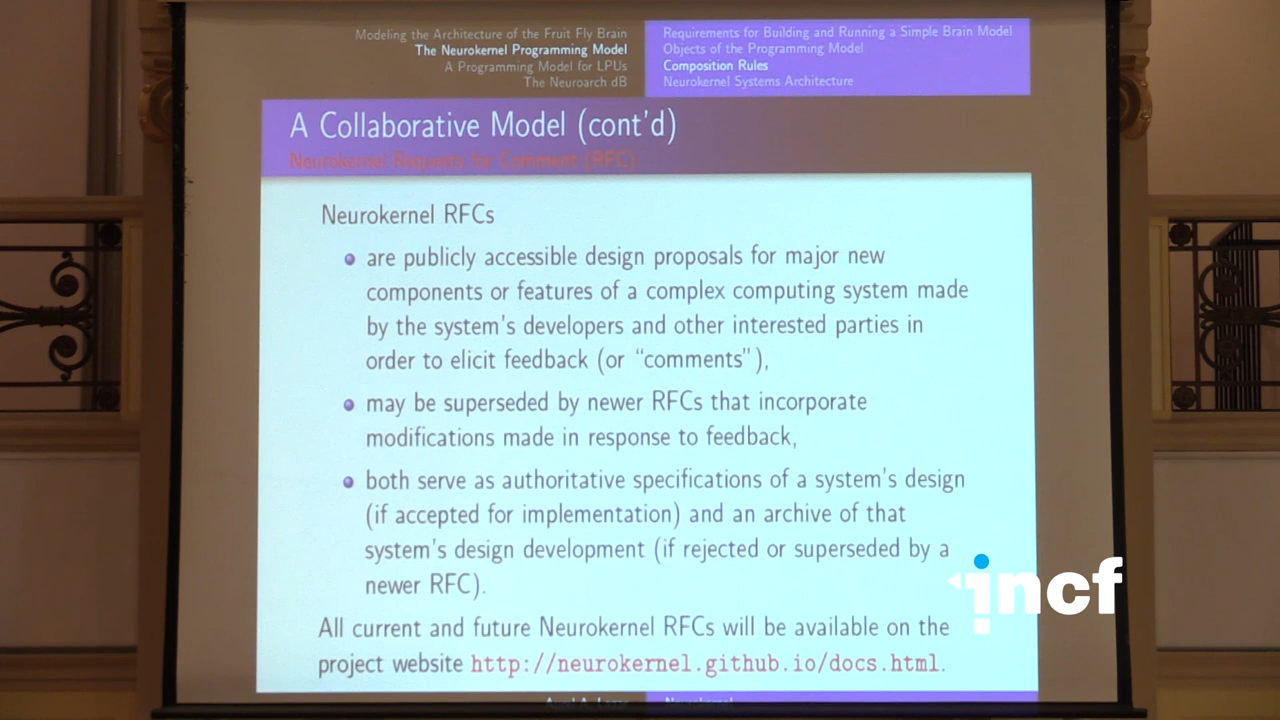 Modeling the Architecture of the Fruit Fly Brain
The Neurokernel Programming Model
A Programming Model for LPUs
The Neuroarch dB
Requirements for Building and Running a Simple Brain Model
Objects of the Programming Model
Composition Rules
Neurokernel Systems Architecture
A Collaborative Model (cont'd)
Neurokernel Requests for Comment (RFC)
Neurokernel RFCs
are publicly accessible design proposals for major new
components or features of a complex computing system made
by the system's developers and other interested parties in
order to elicit feedback (or “comments”),
may be superseded by newer RFCs that incorporate
modifications made in response to feedback,
both serve as authoritative specifications of a system's design
(if accepted for implementation) and an archive of that
system's design development (if rejected or superseded by a
newer RFC).
All current and future Neurokernel RFCs will be available on the
project website http://neurokernel.github.io/docs.html.
incf
Aurel A. Lazar
Neurokernel